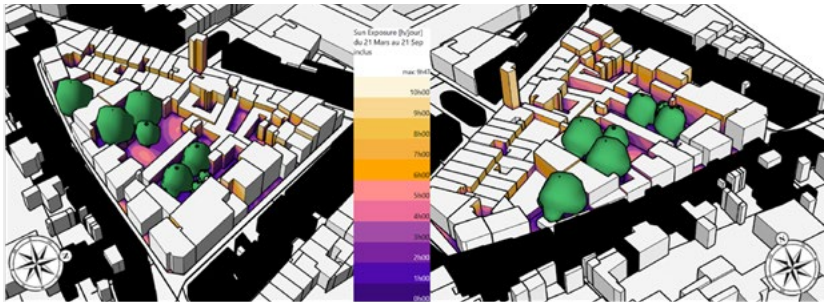 Sun Exposure [h/jour]
du 21 Mars au 21 Sep
inclus
max: 9h41
10h00
9h00
8h00
7h00
6h00
5h00
4h00
3h00
2h00
1h00
0h00